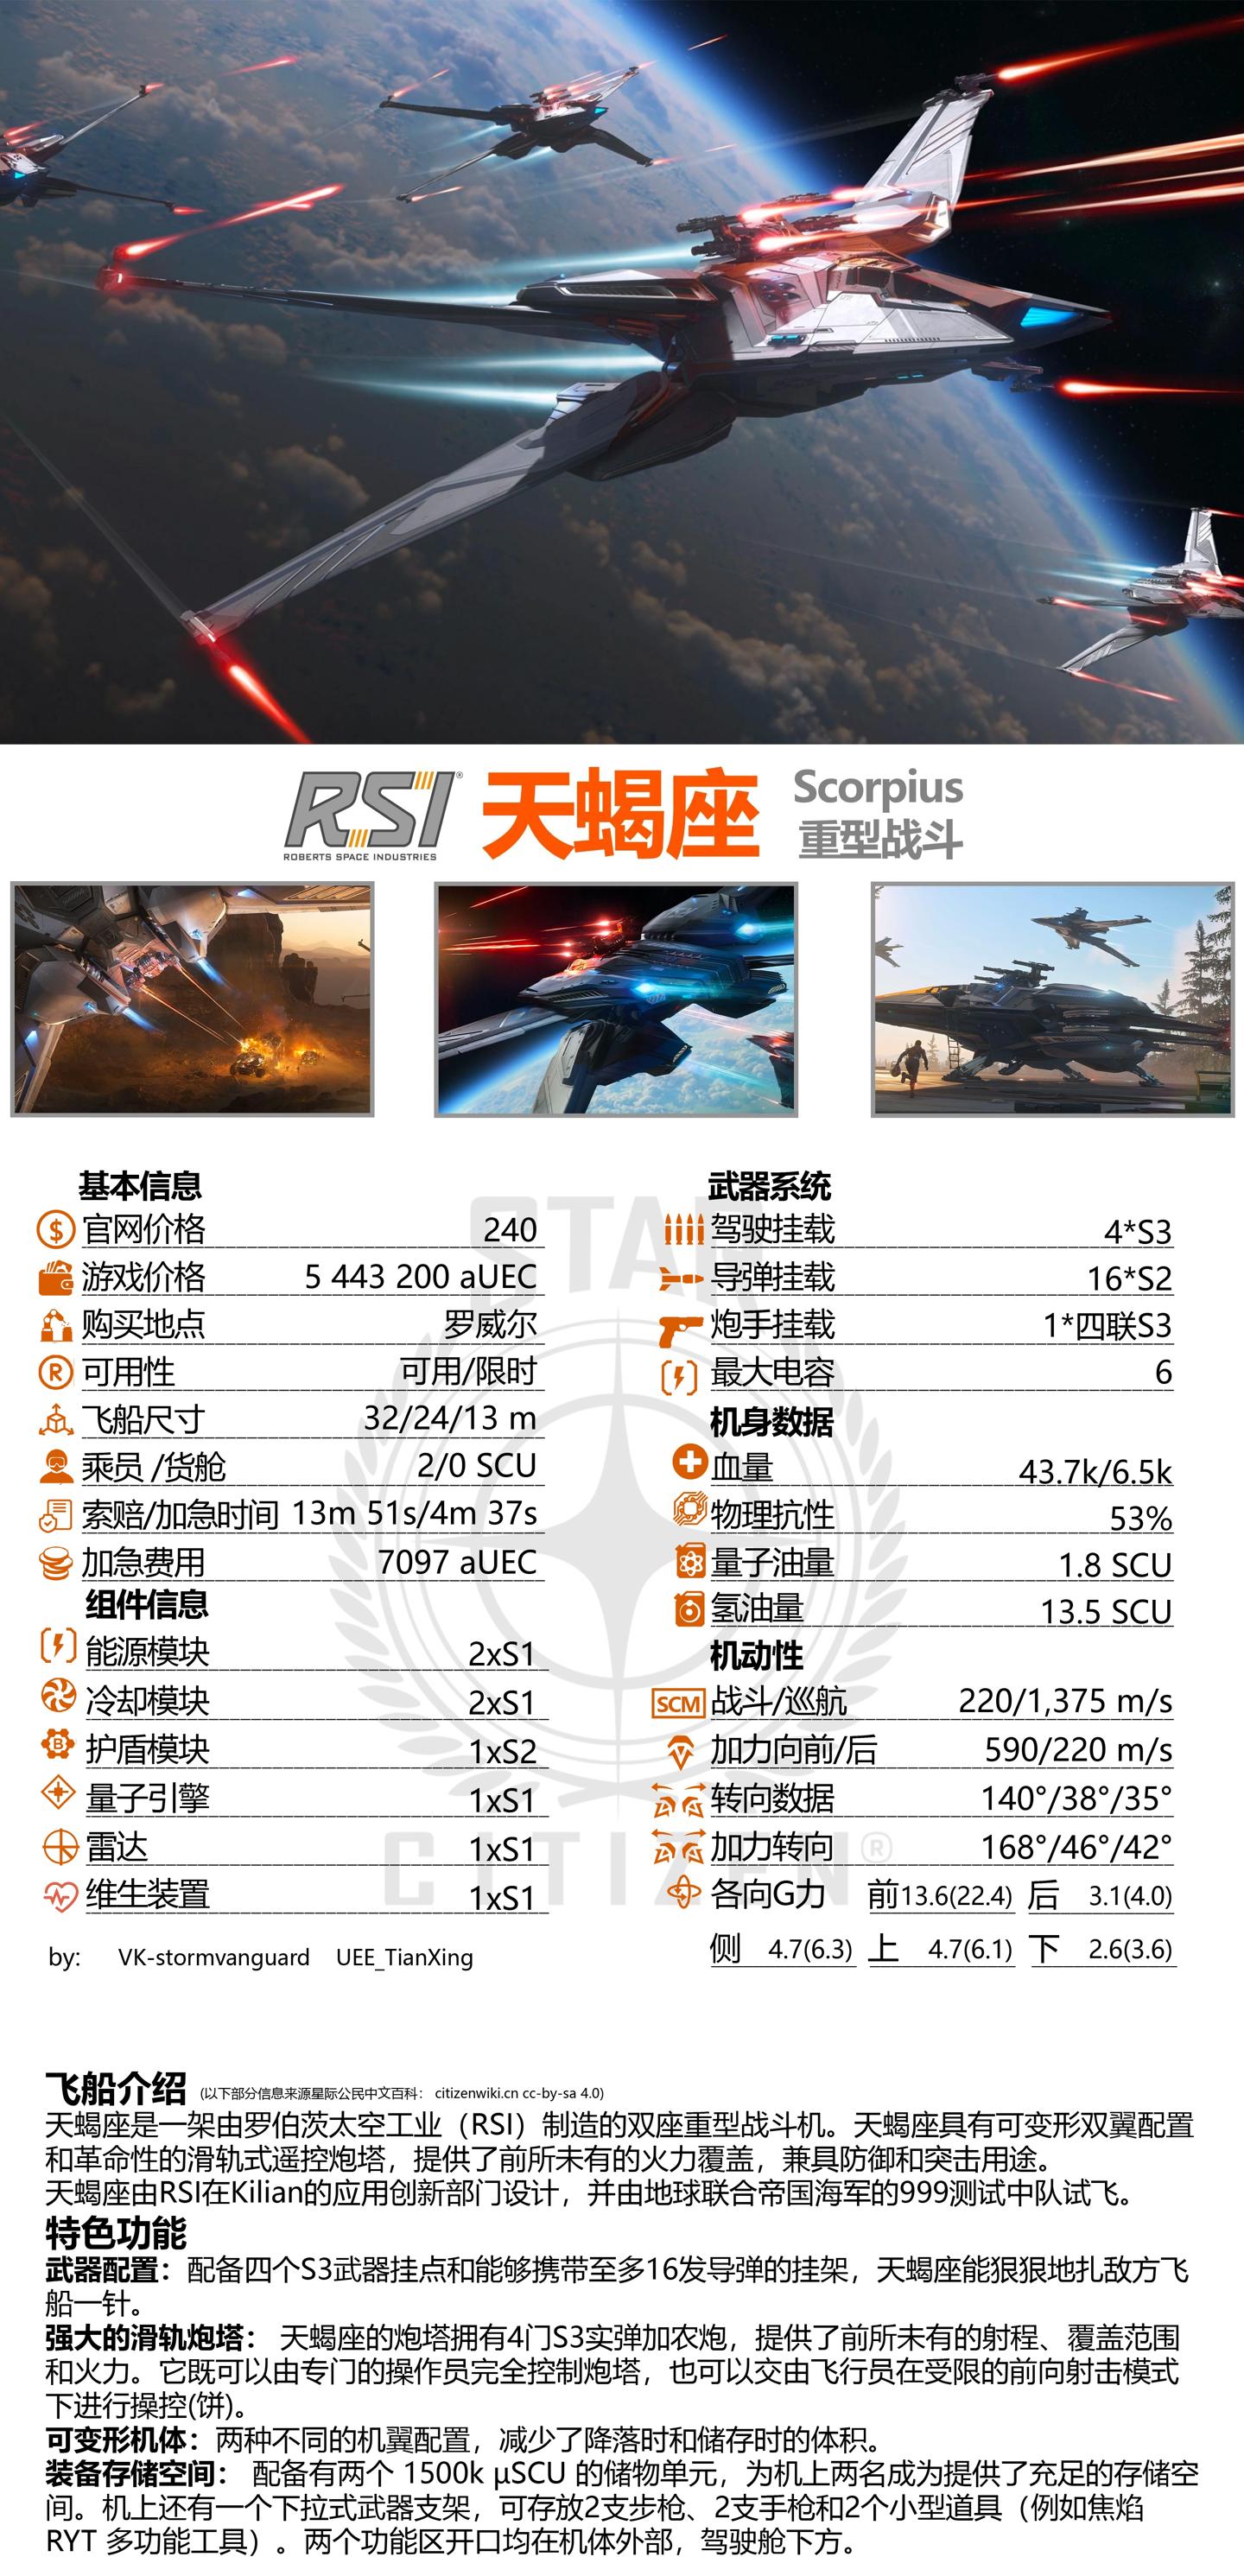 RSI®
ROBERTS SPACE INDUSTRIES
天蝎座
Scorpius
重型战斗
基本信息
官网价格 240
游戏价格 5 443 200 aUEC
购买地点 罗威尔
可用性 可用/限时
飞船尺寸 32/24/13 m
乘员 /货舱 2/0 SCU
索赔/加急时间 13m 51s/4m 37s
加急费用 7097 aUEC
组件信息
能源模块 2xS1
冷却模块 2xS1
护盾模块 1xS2
量子引擎 1xS1
雷达 1xS1
维生装置 1xS1
by: VK-stormvanguard UEE_TianXing
武器系统
驾驶挂载 4*S3
导弹挂载 16*S2
炮手挂载 1*四联S3
最大电容 6
机身数据
血量 43.7k/6.5k
物理抗性 53%
量子油量 1.8 SCU
氢油量 13.5 SCU
机动性
SCM 战斗/巡航 220/1,375 m/s
加力向前/后 590/220 m/s
转向数据 140°/38°/35°
加力转向 168°/46°/42°
各向G力 前13.6(22.4) 后 3.1(4.0)
侧 4.7(6.3) 上 4.7(6.1) 下 2.6(3.6)
STAR
CITIZEN®
飞船介绍 (以下部分信息来源星际公民中文百科： citizenwiki.cn cc-by-sa 4.0)
天蝎座是一架由罗伯茨太空工业（RSI）制造的双座重型战斗机。天蝎座具有可变形双翼配置
和革命性的滑轨式遥控炮塔，提供了前所未有的火力覆盖，兼具防御和突击用途。
天蝎座由RSI在Kilian的应用创新部门设计，并由地球联合帝国海军的999测试中队试飞。
特色功能
武器配置：配备四个S3武器挂点和能够携带至多16发导弹的挂架，天蝎座能狠狠地扎敌方飞
船一针。
强大的滑轨炮塔： 天蝎座的炮塔拥有4门S3实弹加农炮，提供了前所未有的射程、覆盖范围
和火力。它既可以由专门的操作员完全控制炮塔，也可以交由飞行员在受限的前向射击模式
下进行操控(饼)。
可变形机体：两种不同的机翼配置，减少了降落时和储存时的体积。
装备存储空间： 配备有两个 1500k μSCU 的储物单元，为机上两名成为提供了充足的存储空
间。机上还有一个下拉式武器支架，可存放2支步枪、2支手枪和2个小型道具（例如焦焰
RYT 多功能工具）。两个功能区开口均在机体外部，驾驶舱下方。